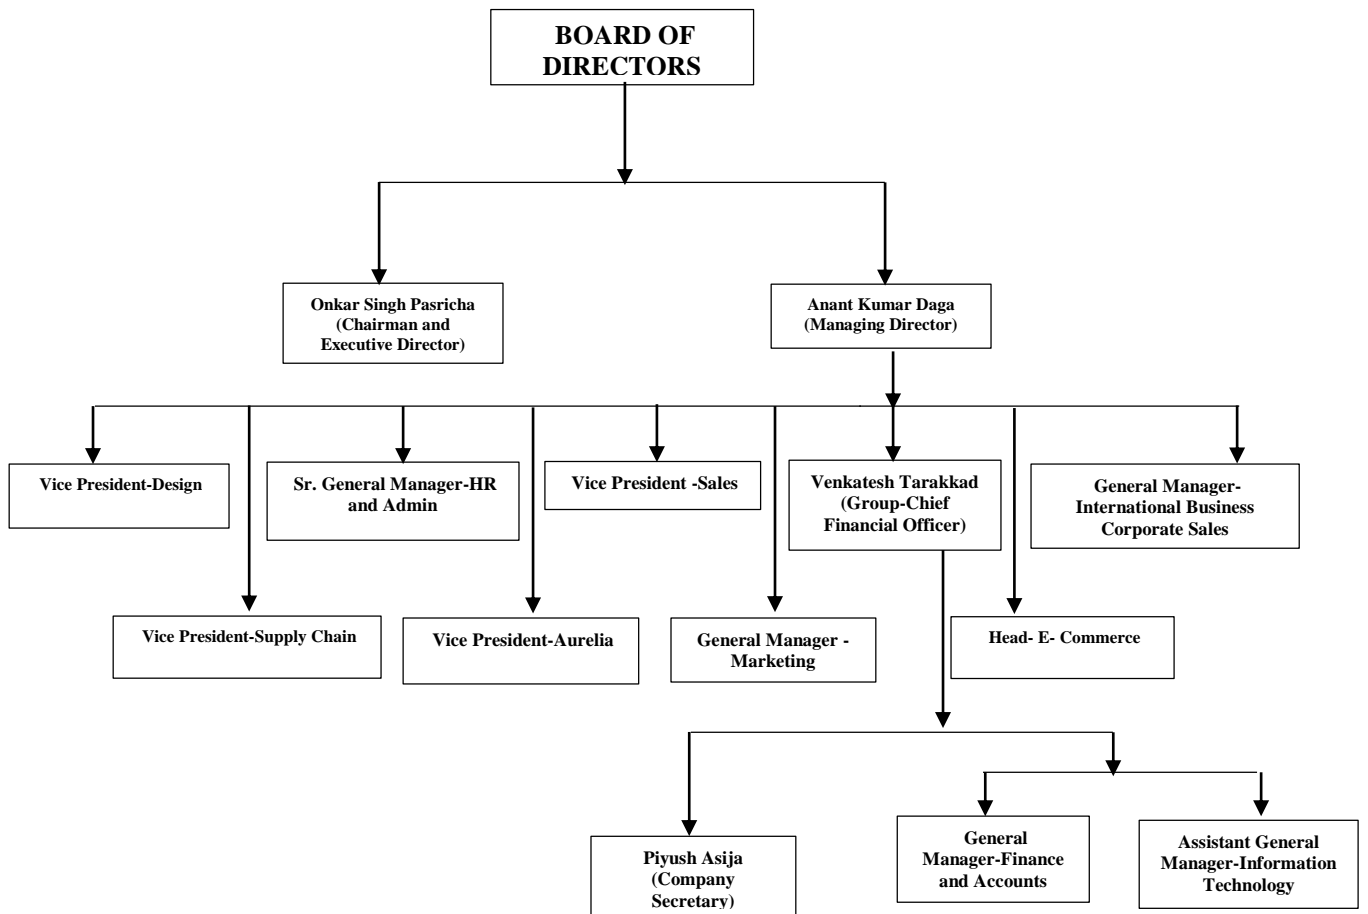 BOARD OF
DIRECTORS
Onkar Singh Pasricha
(Chairman and
Executive Director)
Anant Kumar Daga
(Managing Director)
Vice President-Design
Sr. General Manager-HR
and Admin
Vice President -Sales
Venkatesh Tarakkad
(Group-Chief
Financial Officer)
General Manager-
International Business
Corporate Sales
Vice President-Supply Chain
Vice President-Aurelia
General Manager -
Marketing
Head- E- Commerce
Piyush Asija
(Company
Secretary)
General
Manager-Finance
and Accounts
Assistant General
Manager-Information
Technology